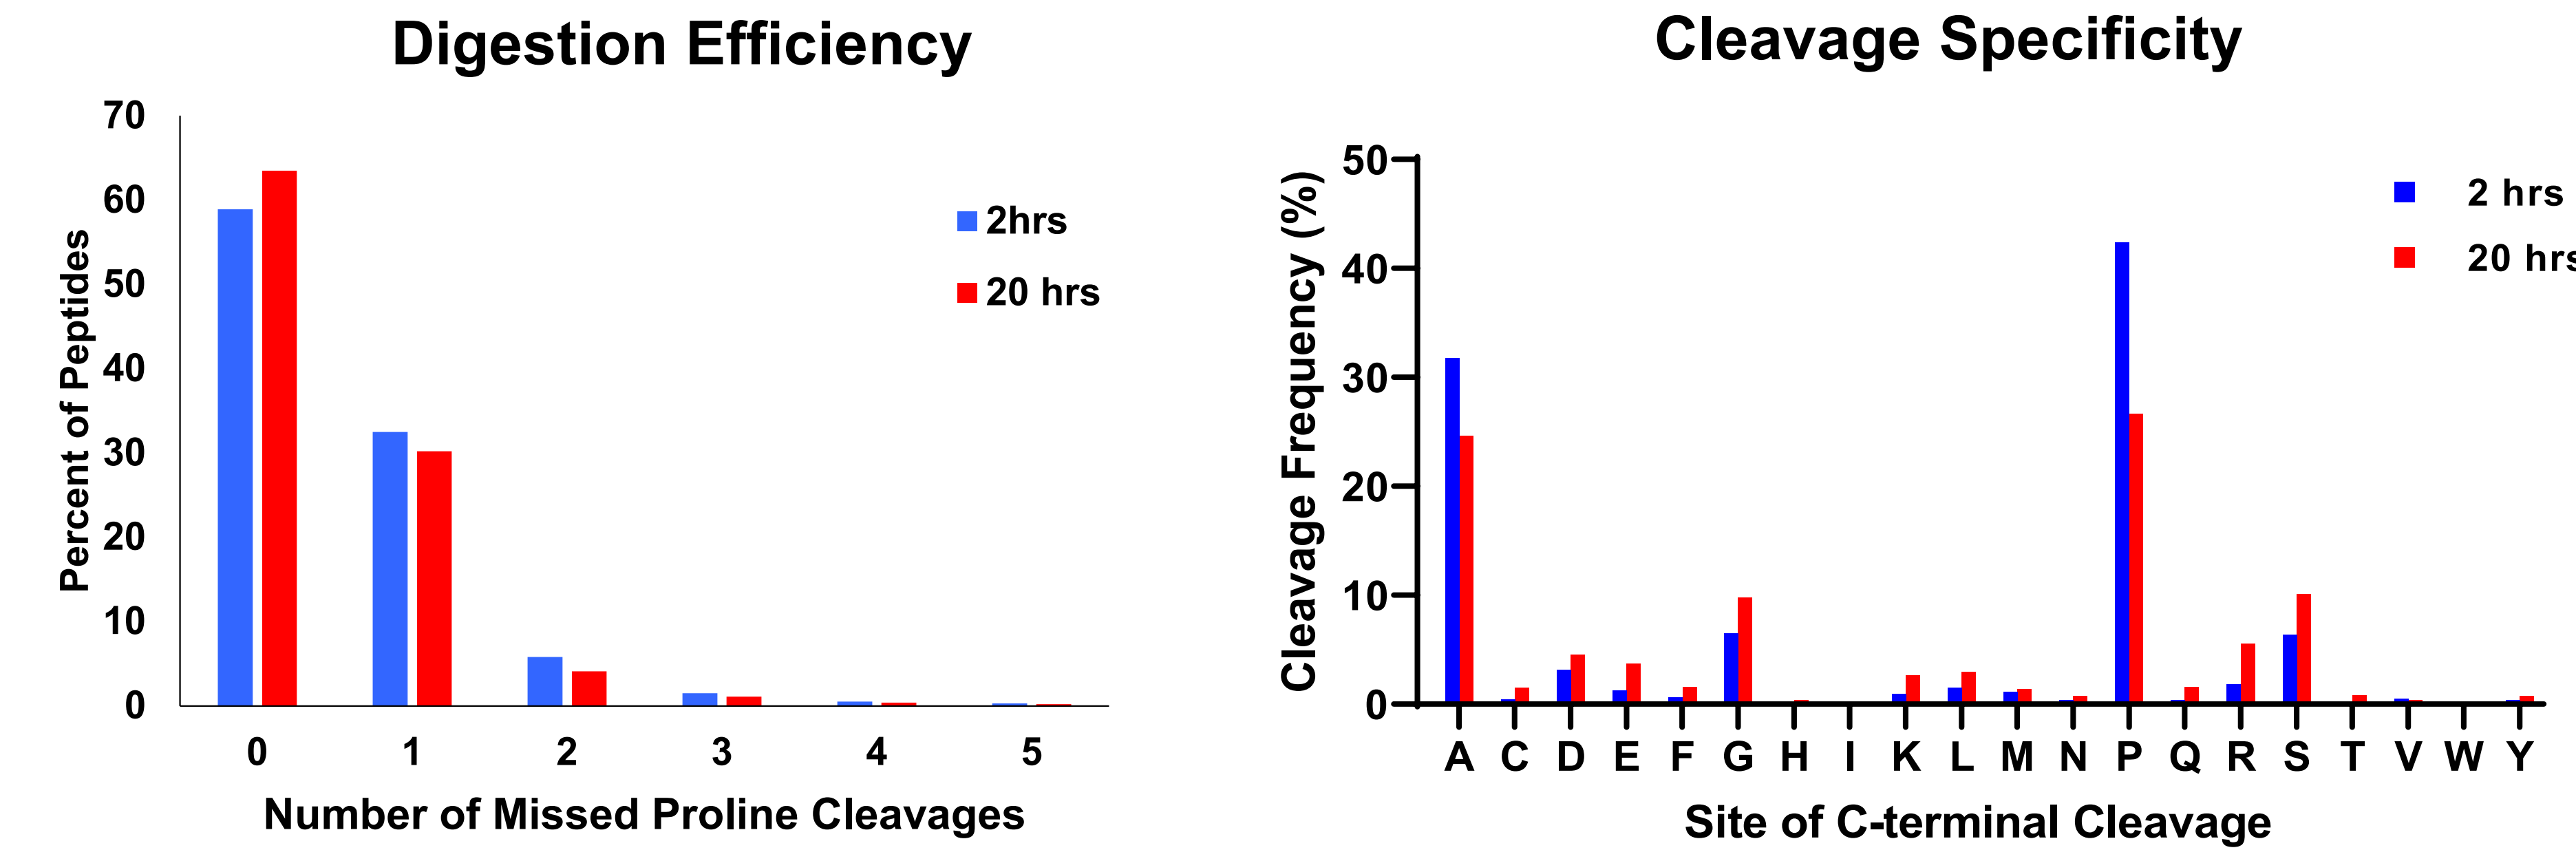 Digestion Efficiency
70
60
50
40
30
20
10
0
Percent of Peptides
2hrs
20 hrs
0 1 2 3 4 5
Number of Missed Proline Cleavages
Cleavage Specificity
50
40
30
20
10
0
Cleavage Frequency (%)
2 hrs
20 hrs
A C D E F G H I K L M N P Q R S T V W Y
Site of C-terminal Cleavage